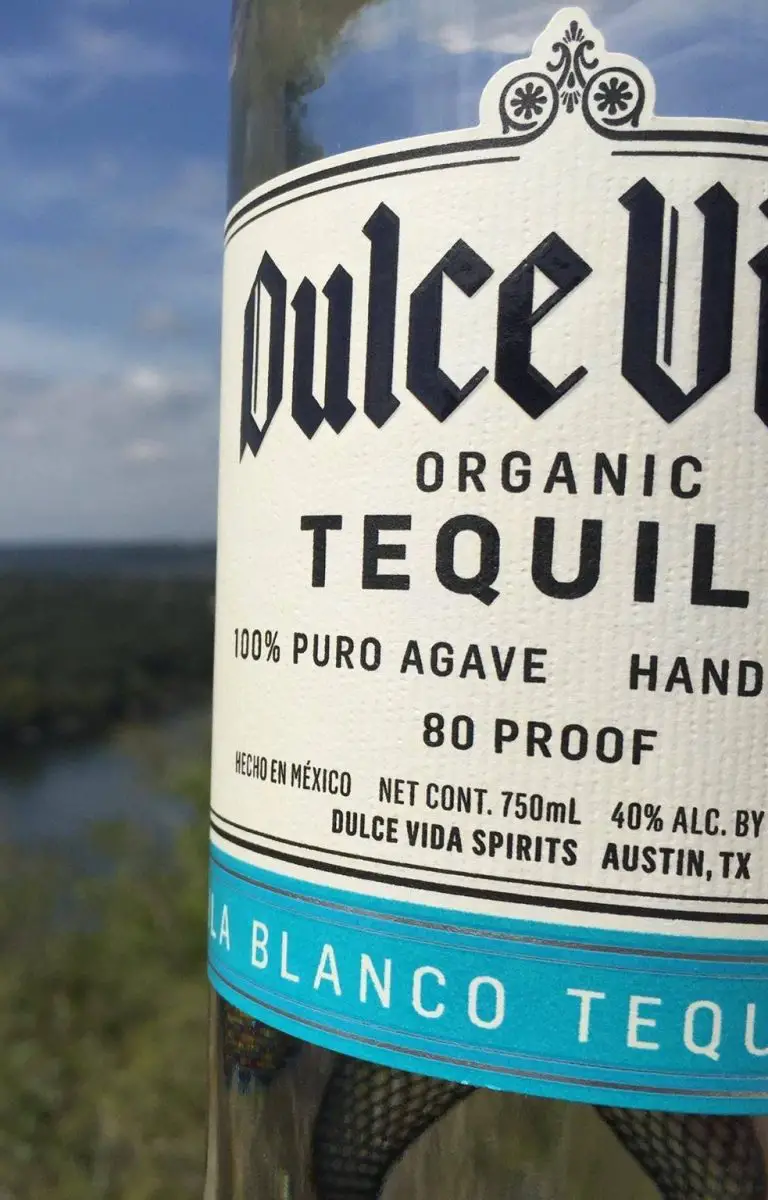 Dulce Vi
ORGANIC
TEQUIL
100% PURO AGAVE HAND
80 PROOF
HECHO EN MÉXICO NET CONT. 750mL 40% ALC. BY
DULCE VIDA SPIRITS AUSTIN, TX
LA BLANCO TEQU